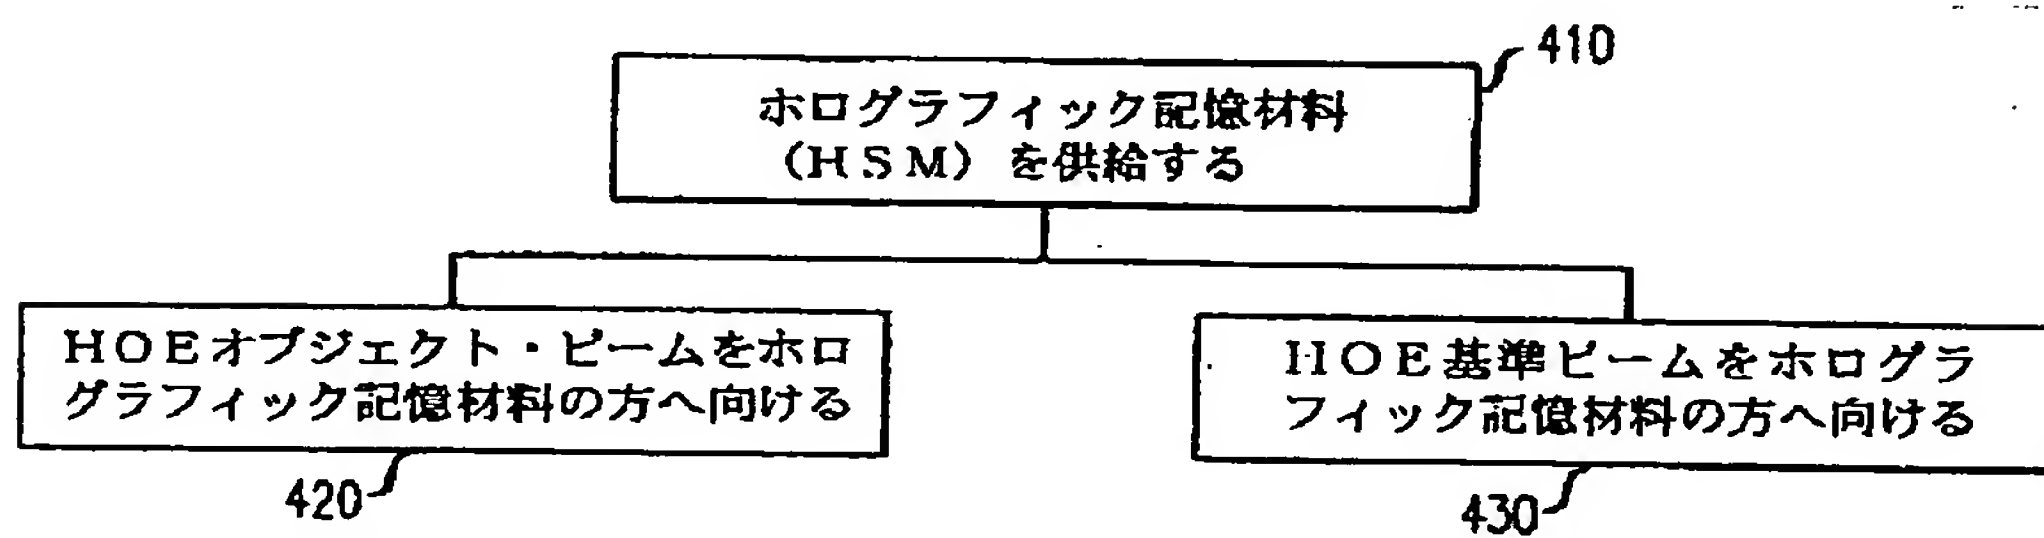 410
ホログラフィック記憶材料
(HSM)を供給する
HOEオブジェクト・ビームをホロ
グラフィック記憶材料の方へ向ける
420
HOE基準ビームをホログラ
フィック記憶材料の方へ向ける
430